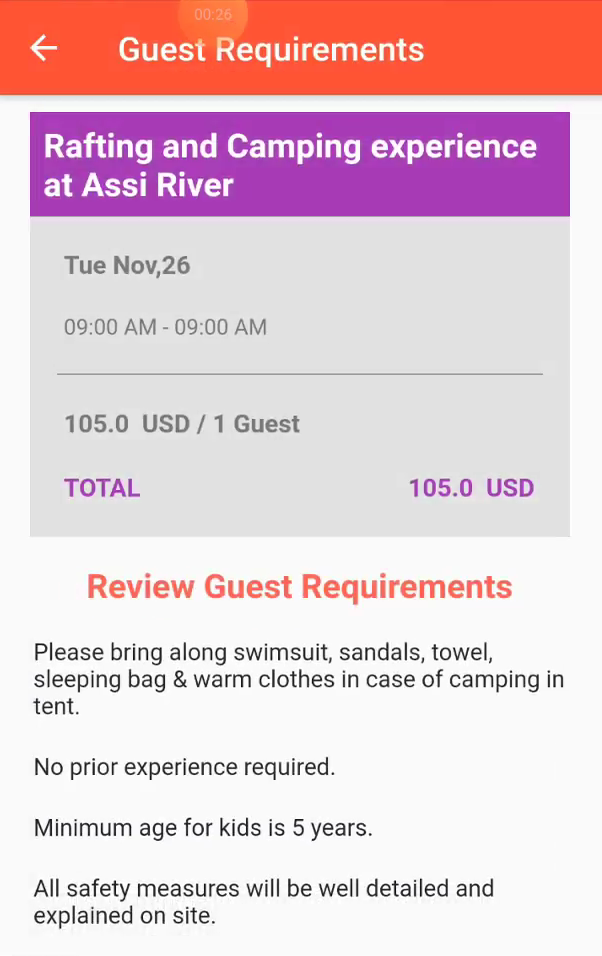 00:26
Guest Requirements
Rafting and Camping experience
at Assi River
Tue Nov,26
09:00 AM - 09:00 AM
105.0 USD / 1 Guest
TOTAL 105.0 USD
Review Guest Requirements
Please bring along swimsuit, sandals, towel,
sleeping bag & warm clothes in case of camping in
tent.
No prior experience required.
Minimum age for kids is 5 years.
All safety measures will be well detailed and
explained on site.